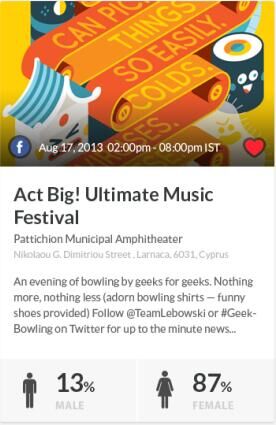 CAN PIC
THINGS
SO EASILY.
COLDS.
SES.
f Aug 17, 2013 02:00pm - 08:00pm IST
Act Big! Ultimate Music
Festival
Pattichion Municipal Amphitheater
Nikolaou G. Dimitriou Street , Larnaca, 6031, Cyprus
An evening of bowling by geeks for geeks. Nothing
more, nothing less (adorn bowling shirts — funny
shoes provided) Follow @TeamLebowski or #Geek-
Bowling on Twitter for up to the minute news...
13% 87%
MALE FEMALE